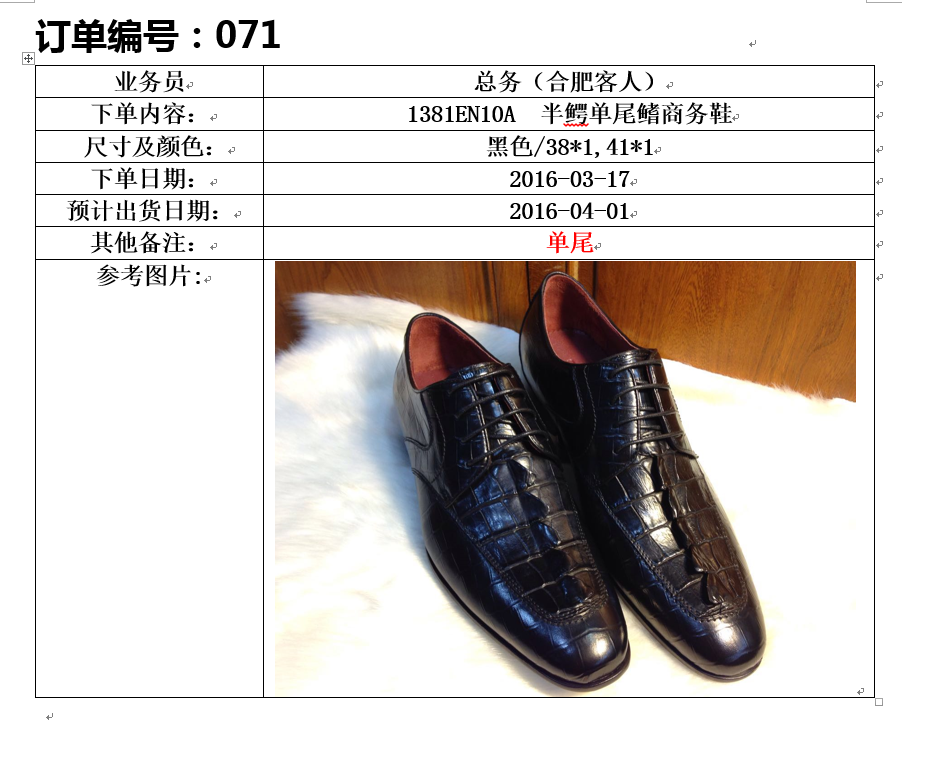 订单编号：071
业务员 总务（合肥客人）
下单内容： 1381EN10A 半鳄单尾鳍商务鞋
尺寸及颜色： 黑色/38*1,41*1
下单日期： 2016-03-17
预计出货日期： 2016-04-01
其他备注： 单尾
参考图片: